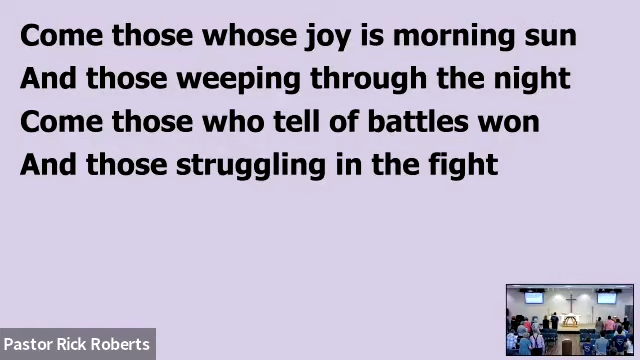 Come those whose joy is morning sun
And those weeping through the night
Come those who tell of battles won
And those struggling in the fight
Pastor Rick Roberts